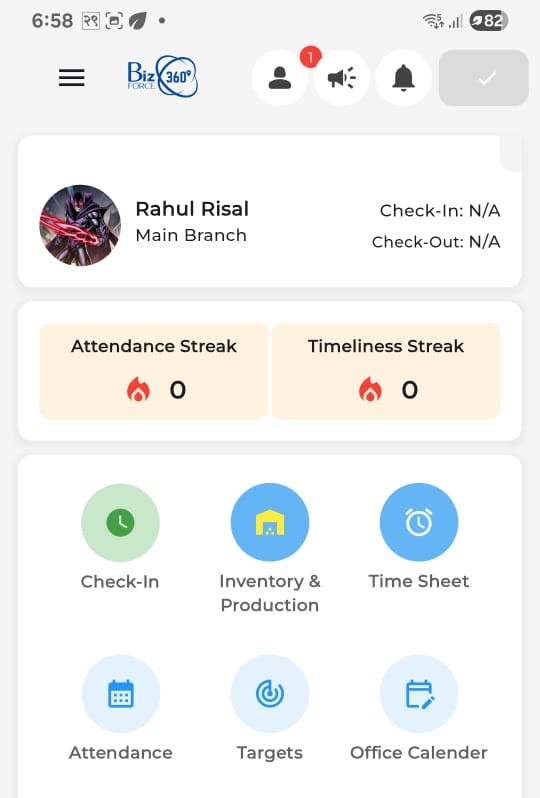 6:58 २९ 82
Biz 360°
FORCE
1
Rahul Risal
Main Branch
Check-In: N/A
Check-Out: N/A
Attendance Streak
0
Timeliness Streak
0
Check-In
Inventory &
Production
Time Sheet
Attendance
Targets
Office Calender